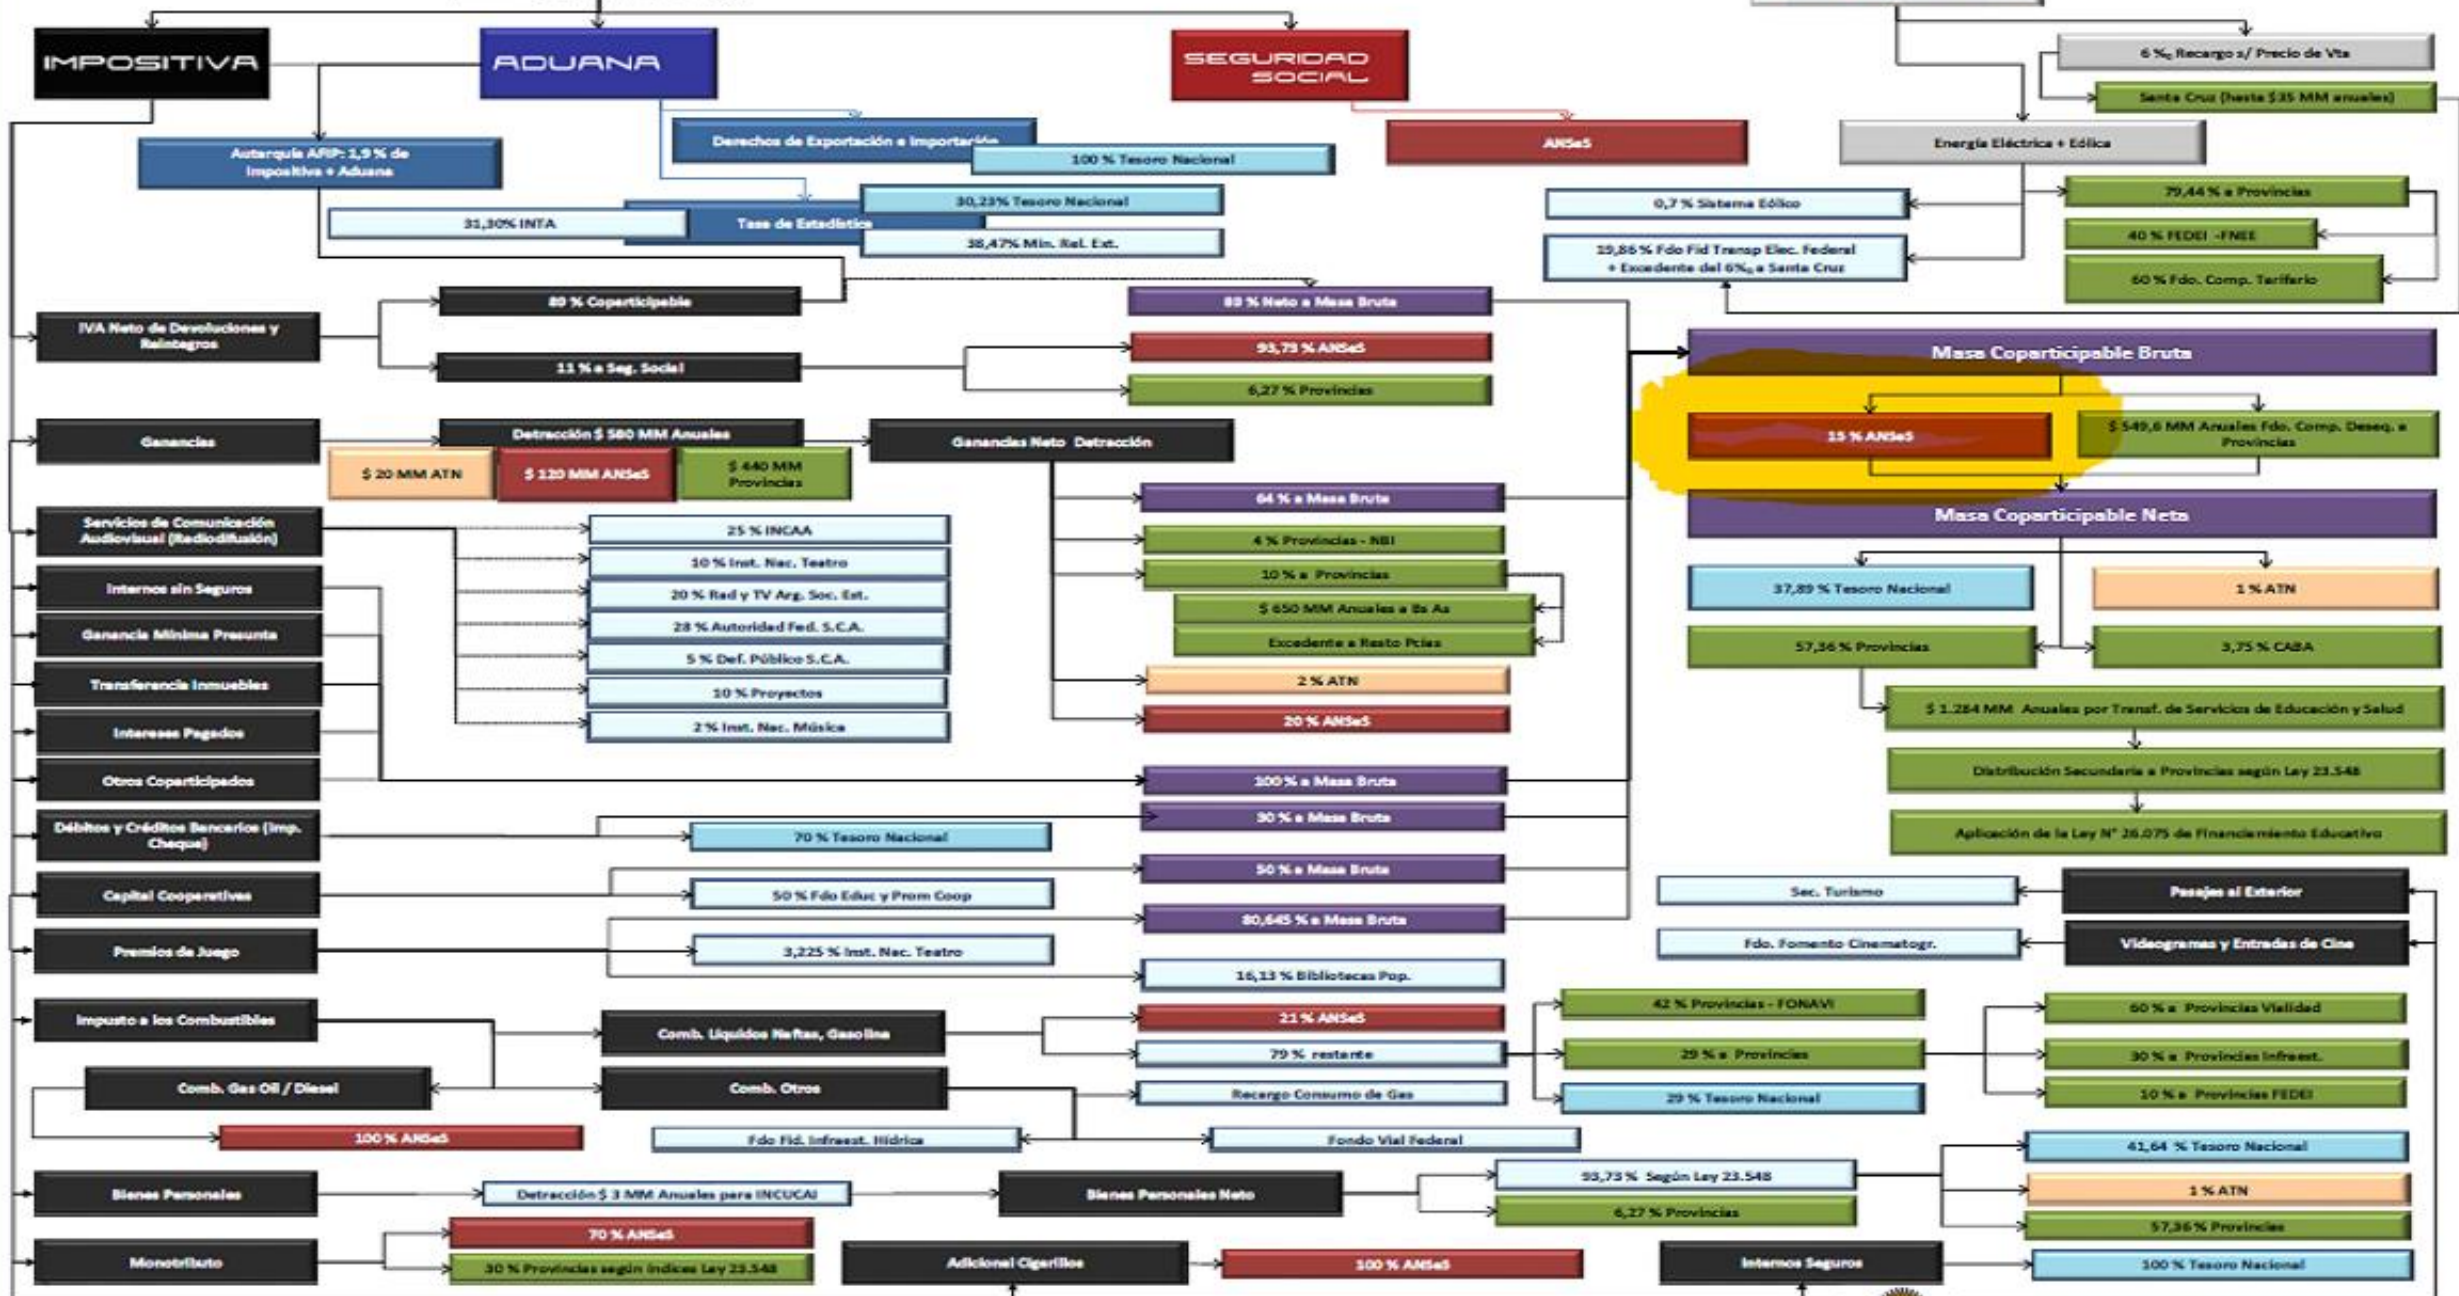 IMPOSITIVA
ADUANA
SEGURIDAD
SOCIAL
6 ‰ Recargo s/ Precio de Vta
Santa Cruz (hasta $35 MM anuales)
Autarquía AFIP: 1,9 % de
Impositiva + Aduana
Derechos de Exportación e Importación
100 % Tesoro Nacional
ANSeS
Energía Eléctrica + Eólica
30,23% Tesoro Nacional
31,30% INTA
Tasa de Estadística
38,47% Min. Rel. Ext.
0,7 % Sistema Eólico
79,44 % a Provincias
19,86 % Fdo Fid Transp Elec. Federal
+ Excedente del 6‰ a Santa Cruz
40 % FEDEI -FNEE
60 % Fdo. Comp. Tarifario
IVA Neto de Devoluciones y
Reintegros
89 % Coparticipable
89 % Neto a Masa Bruta
11 % a Seg. Social
93,73 % ANSeS
6,27 % Provincias
Masa Coparticipable Bruta
15 % ANSeS
$ 549,6 MM Anuales Fdo. Comp. Deseq. a
Provincias
Masa Coparticipable Neta
37,89 % Tesoro Nacional
1 % ATN
57,36 % Provincias
3,75 % CABA
$ 1.284 MM Anuales por Transf. de Servicios de Educación y Salud
Distribución Secundaria a Provincias según Ley 23.548
Aplicación de la Ley N° 26.075 de Financiamiento Educativo
Ganancias
Detracción $ 580 MM Anuales
Ganancias Neto Detracción
$ 20 MM ATN
$ 120 MM ANSeS
$ 440 MM
Provincias
64 % a Masa Bruta
4 % Provincias - NBI
10 % a Provincias
$ 650 MM Anuales a Bs As
Excedente a Resto Pcias
2 % ATN
20 % ANSeS
Servicios de Comunicación
Audiovisual (Radiodifusión)
25 % INCAA
10 % Inst. Nac. Teatro
20 % Rad y TV Arg. Soc. Est.
28 % Autoridad Fed. S.C.A.
5 % Def. Público S.C.A.
10 % Proyectos
2 % Inst. Nac. Música
Internos sin Seguros
Ganancia Mínima Presunta
Transferencia Inmuebles
Intereses Pagados
Otros Coparticipados
100 % a Masa Bruta
Débitos y Créditos Bancarios (Imp.
Cheque)
70 % Tesoro Nacional
30 % a Masa Bruta
Capital Cooperativas
50 % Fdo Educ y Prom Coop
50 % a Masa Bruta
Premios de Juego
80,645 % a Masa Bruta
3,225 % Inst. Nac. Teatro
16,13 % Bibliotecas Pop.
Sec. Turismo
Pasajes al Exterior
Fdo. Fomento Cinematogr.
Videogramas y Entradas de Cine
Impusto a los Combustibles
Comb. Líquidos Naftas, Gasolina
21 % ANSeS
79 % restante
42 % Provincias - FONAVI
29 % a Provincias
29 % Tesoro Nacional
60 % a Provincias Vialidad
30 % a Provincias Infraest.
10 % a Provincias FEDEI
Comb. Gas Oil / Diesel
Comb. Otros
Recargo Consumo de Gas
100 % ANSeS
Fdo Fid. Infraest. Hídrica
Fondo Vial Federal
Bienes Personales
Detracción $ 3 MM Anuales para INCUCAI
Bienes Personales Neto
93,73 % Según Ley 23.548
6,27 % Provincias
41,64 % Tesoro Nacional
1 % ATN
57,36 % Provincias
Monotributo
70 % ANSeS
30 % Provincias según índices Ley 23.548
Adicional Cigarillos
100 % ANSeS
Internos Seguros
100 % Tesoro Nacional